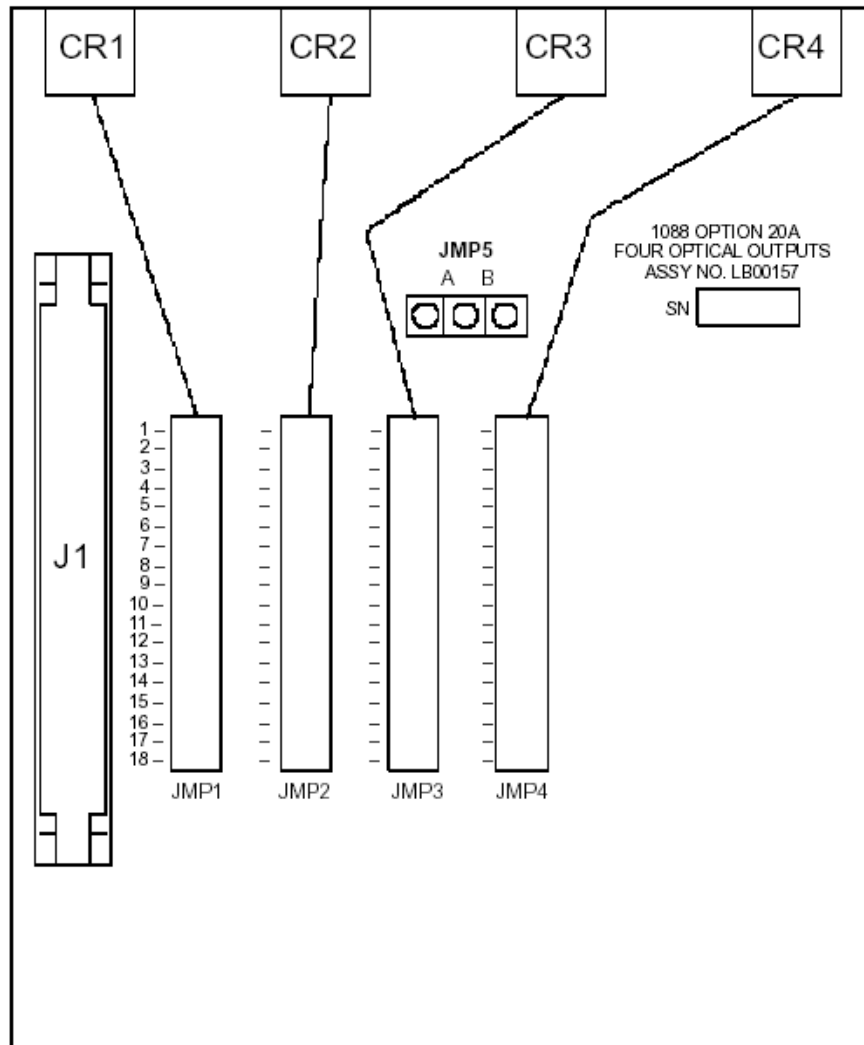 CR1 CR2 CR3 CR4
1088 OPTION 20A
FOUR OPTICAL OUTPUTS
ASSY NO. LB00157
SN
JMP5
A B
J1
1
2
3
4
5
6
7
8
9
10
11
12
13
14
15
16
17
18
JMP1 JMP2 JMP3 JMP4